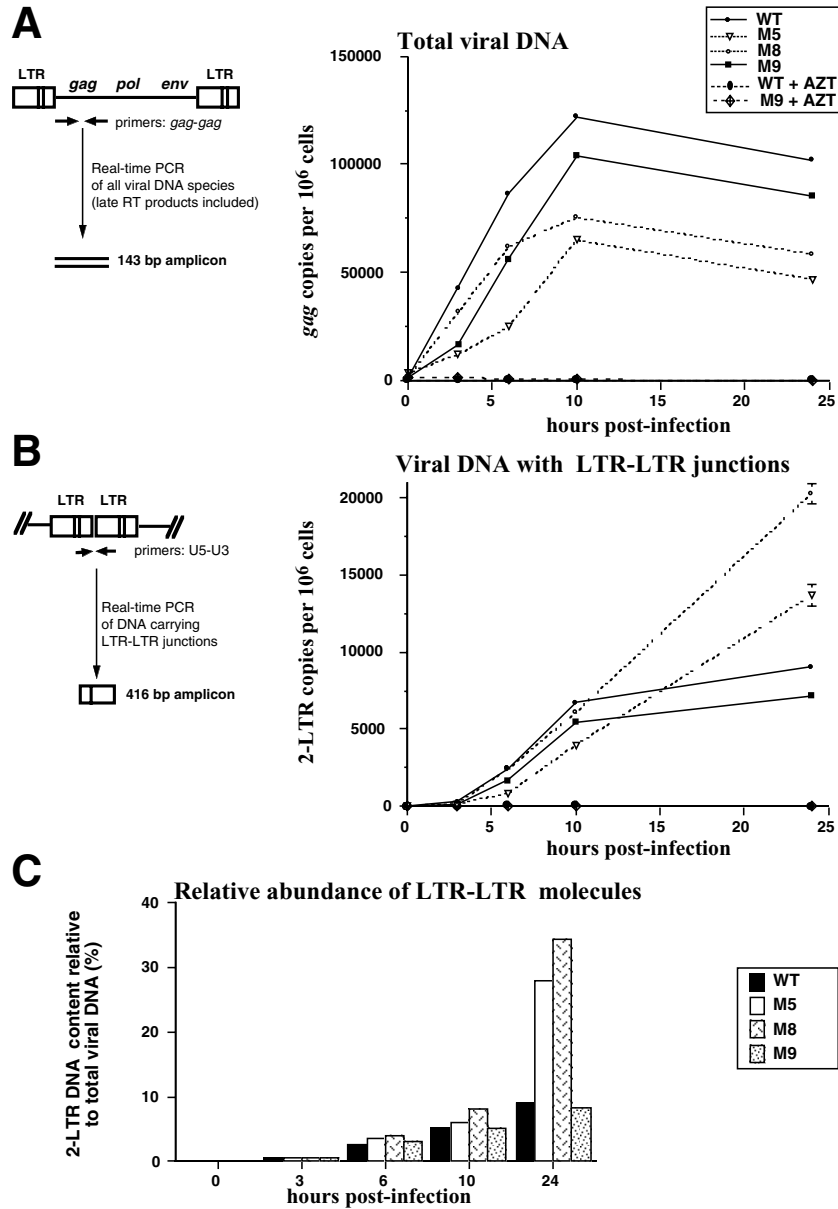 A
LTR gag pol env LTR
primers: gag-gag
Real-time PCR
of all viral DNA species
(late RT products included)
143 bp amplicon
Total viral DNA
WT
M5
M8
M9
WT + AZT
M9 + AZT
150000
100000
50000
0
gag copies per 10⁶ cells
0 5 10 15 20 25
hours post-infection
B
LTR LTR
primers: U5-U3
Real-time PCR
of DNA carrying
LTR-LTR junctions
416 bp amplicon
Viral DNA with LTR-LTR junctions
20000
15000
10000
5000
0
2-LTR copies per 10⁶ cells
0 5 10 15 20 25
hours post-infection
C
Relative abundance of LTR-LTR molecules
40
30
20
10
0
2-LTR DNA content relative
to total viral DNA (%)
0 3 6 10 24
hours post-infection
WT
M5
M8
M9